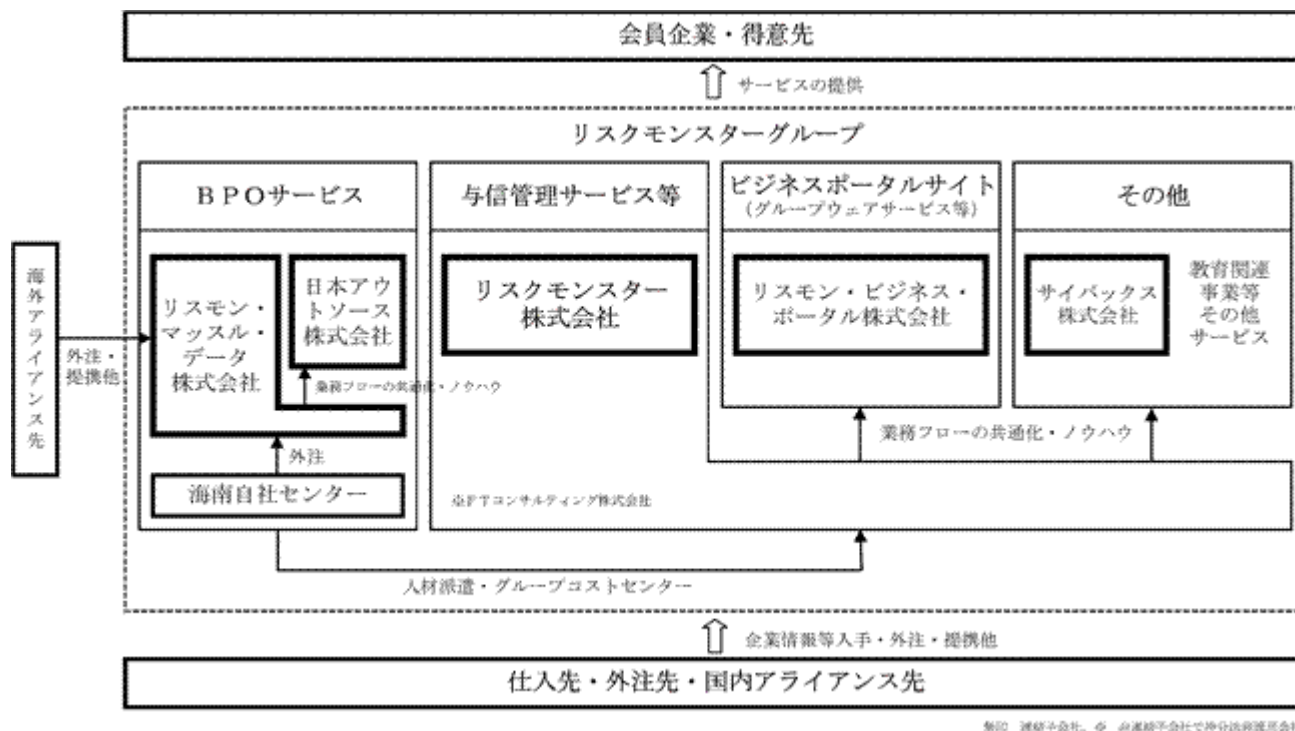 会員企業・得意先
サービスの提供
リスクモンスターグループ
BPOサービス
与信管理サービス等
ビジネスポータルサイト
(グループウェアサービス等)
その他
海外アライアンス先
外注・
提携他
リスモン・
マッスル・
データ
株式会社
日本アウ
トソース
株式会社
業務フローの共通化・ノウハウ
リスクモンスター
株式会社
リスモン・ビジネス・
ポータル株式会社
サイバックス
株式会社
教育関連
事業等
その他
サービス
業務フローの共通化・ノウハウ
外注
海南自社センター
コンサルティング株式会社
人材派遣・グループコストセンター
企業情報等入手・外注・提携他
仕入先・外注先・国内アライアンス先